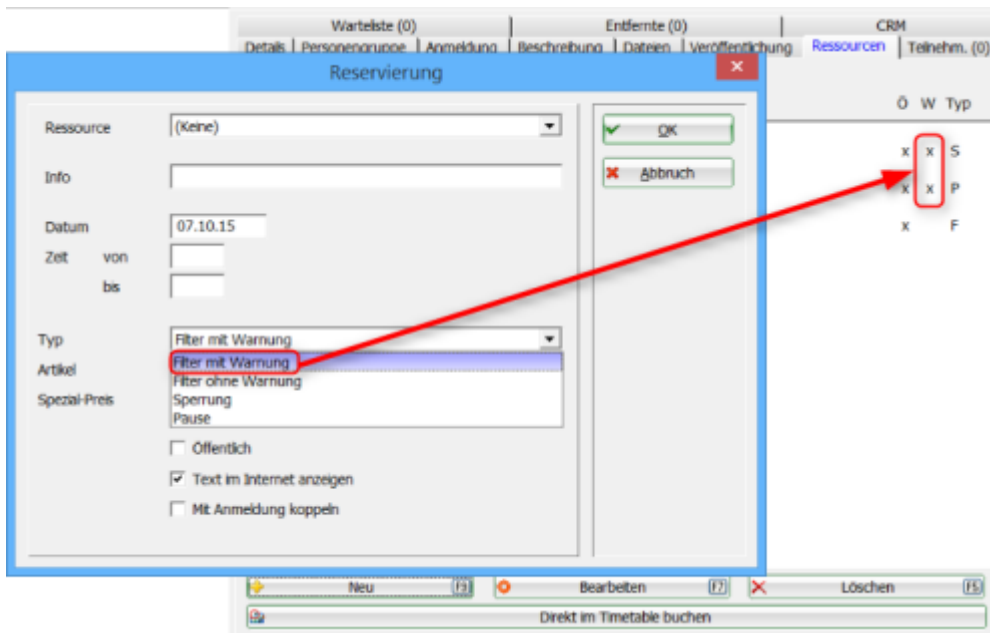 Warteliste (0) Entfernte (0) CRM
Details Personengruppe Anmeldung Beschreibung Dateien Veröffentlichung Ressourcen Teilnehm. (0)
Reservierung
Ö W Typ
Ressource (Keine) OK
x x S
Info Abbruch
x x P
Datum 07.10.15
x F
Zeit von
bis
Typ Filter mit Warnung
Filter mit Warnung
Artikel
Filter ohne Warnung
Spezial-Preis Sperrung
Pause
Öffentlich
Text im Internet anzeigen
Mit Anmeldung koppeln
Neu F3 Bearbeiten F7 Löschen F5
Direkt im Timetable buchen